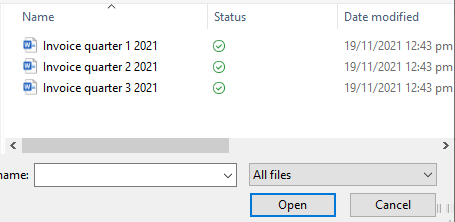 Name Status Date modified
Invoice quarter 1 2021 19/11/2021 12:43 pm
Invoice quarter 2 2021 19/11/2021 12:43 pm
Invoice quarter 3 2021 19/11/2021 12:43 pm
name: All files
Open Cancel